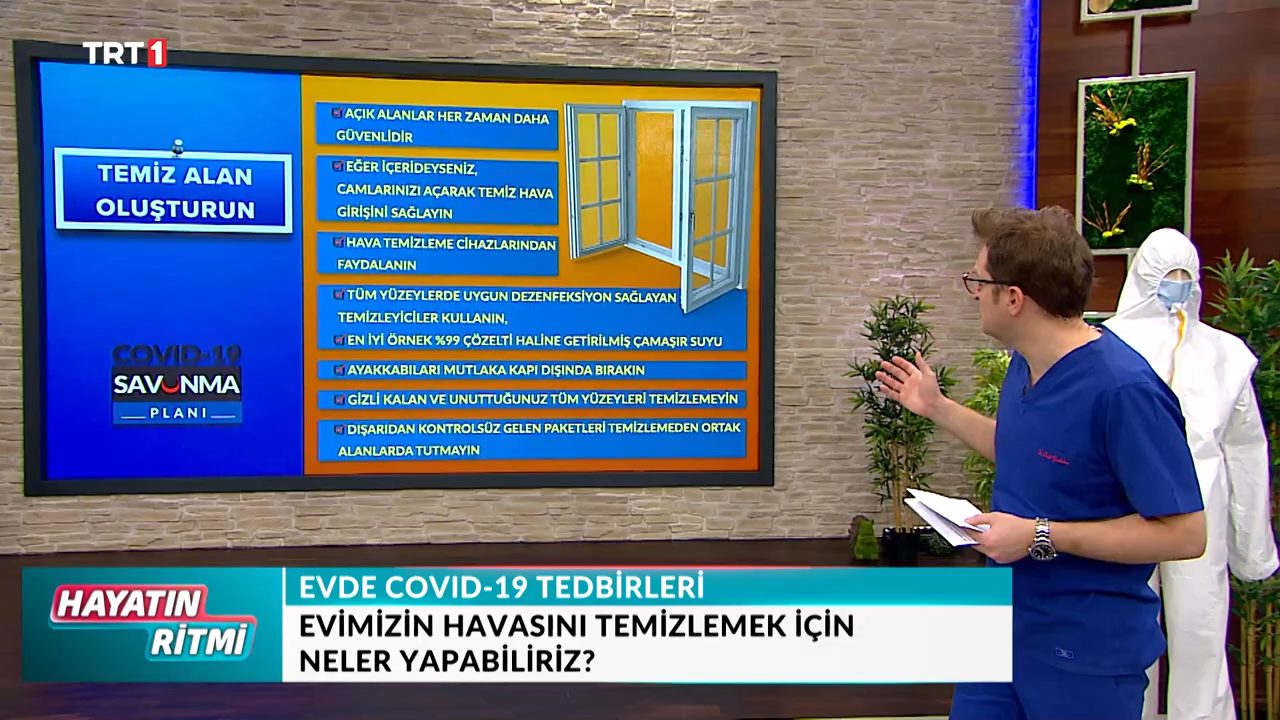 TRT 1
TEMİZ ALAN
OLUŞTURUN
COVID-19
SAVUNMA
PLANI
AÇIK ALANLAR HER ZAMAN DAHA
GÜVENLİDİR
EĞER İÇERİDEYSENİZ,
CAMLARINIZI AÇARAK TEMİZ HAVA
GİRİŞİNİ SAĞLAYIN
HAVA TEMİZLEME CİHAZLARINDAN
FAYDALANIN
TÜM YÜZEYLERDE UYGUN DEZENFEKSİYON SAĞLAYAN
TEMİZLEYİCİLER KULLANIN,
EN İYİ ÖRNEK %99 ÇÖZELTİ HALİNE GETİRİLMİŞ ÇAMAŞIR SUYU
AYAKKABILARI MUTLAKA KAPI DIŞINDA BIRAKIN
GİZLİ KALAN VE UNUTTUĞUNUZ TÜM YÜZEYLERİ TEMİZLEMEYİN
DIŞARIDAN KONTROLSÜZ GELEN PAKETLERİ TEMİZLEMEDEN ORTAK
ALANLARDA TUTMAYIN
HAYATIN
RİTMİ
EVDE COVID-19 TEDBİRLERİ
EVİMİZİN HAVASINI TEMİZLEMEK İÇİN
NELER YAPABİLİRİZ?